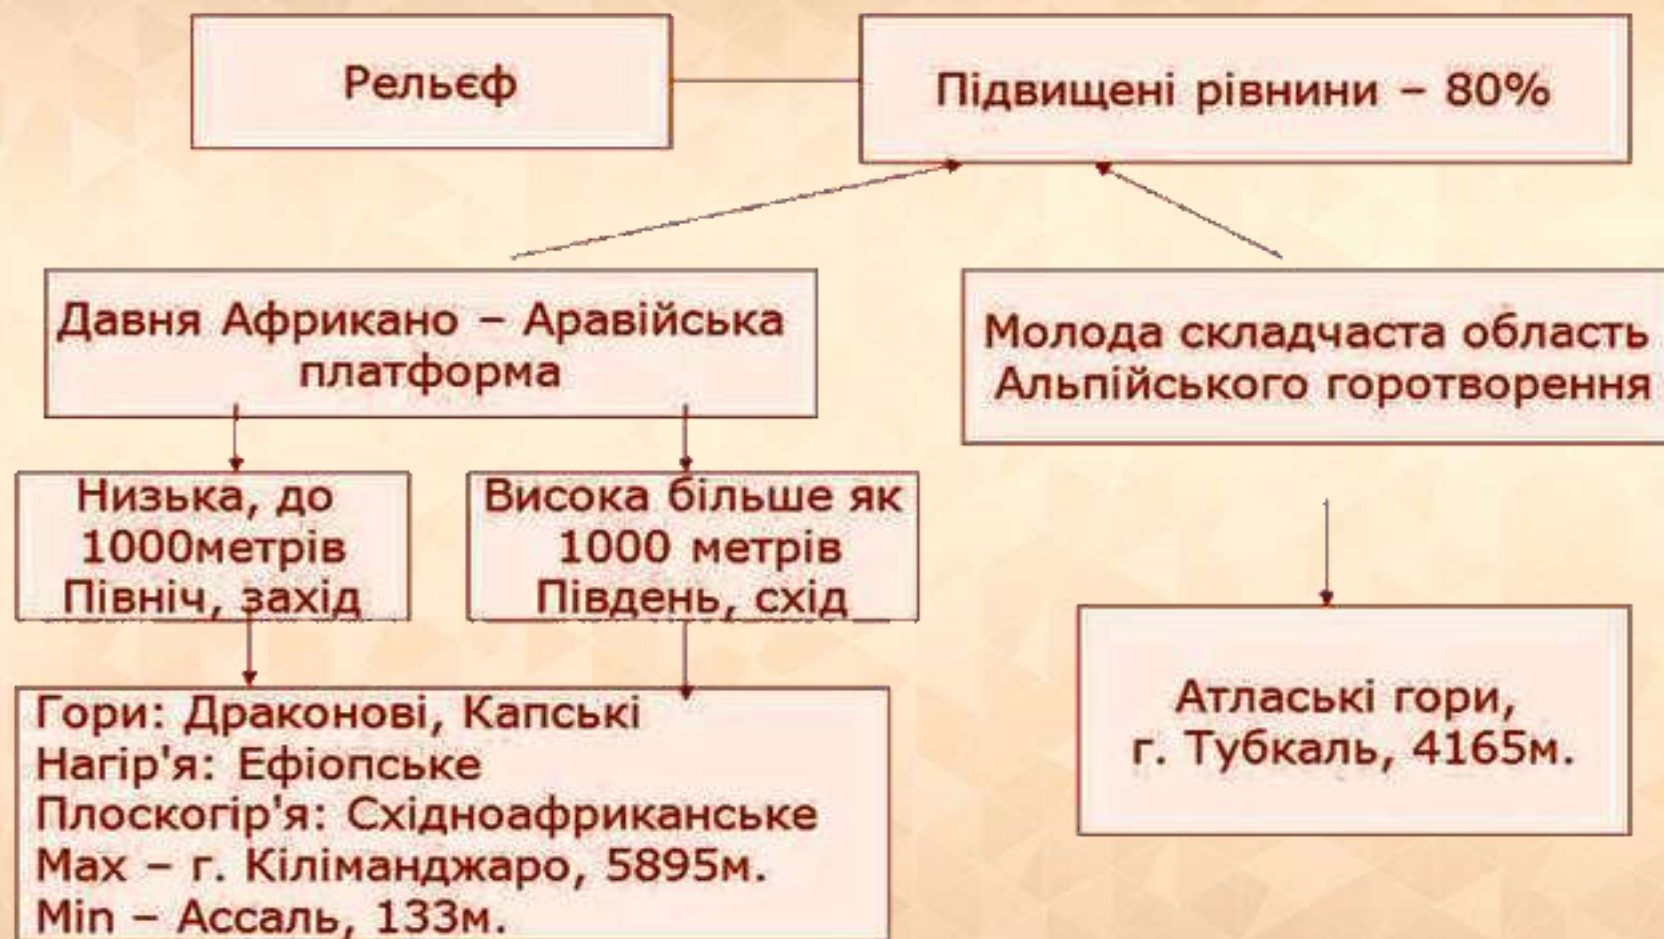 Рельєф
Підвищені рівнини – 80%
Давня Африкано – Аравійська
платформа
Молода складчаста область
Альпійського горотворення
Низька, до
1000метрів
Північ, захід
Висока більше як
1000 метрів
Південь, схід
Гори: Драконові, Капські
Нагір'я: Ефіопське
Плоскогір'я: Східноафриканське
Max – г. Кіліманджаро, 5895м.
Min – Ассаль, 133м.
Атлаські гори,
г. Тубкаль, 4165м.